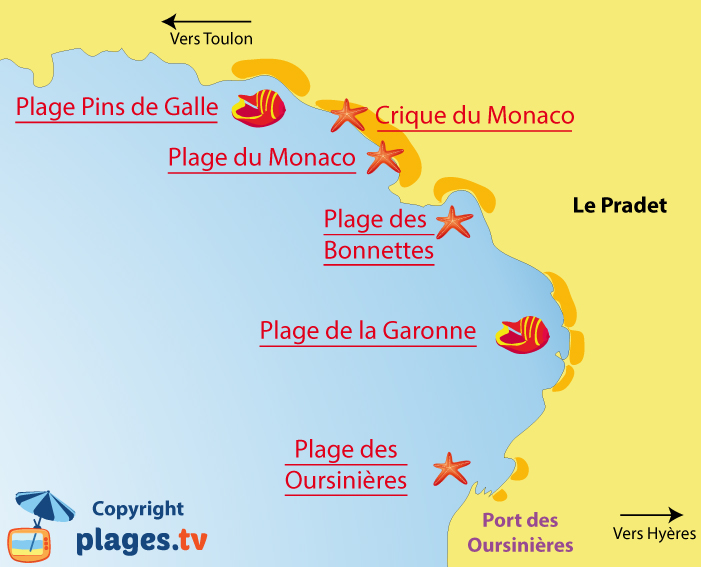 Vers Toulon
Plage Pins de Galle
Crique du Monaco
Plage du Monaco
Le Pradet
Plage des
Bonnettes
Plage de la Garonne
Plage des
Oursinières
Copyright
plages.tv
Port des
Oursinières
Vers Hyères